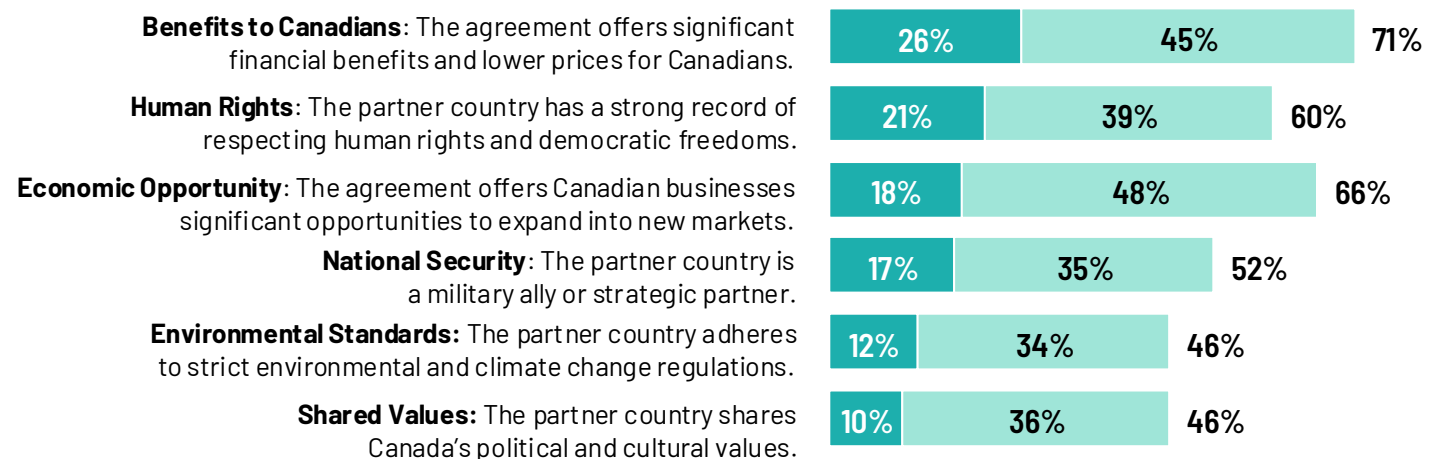 Benefits to Canadians: The agreement offers significant
financial benefits and lower prices for Canadians.
26% 45% 71%
Human Rights: The partner country has a strong record of
respecting human rights and democratic freedoms.
21% 39% 60%
Economic Opportunity: The agreement offers Canadian businesses
significant opportunities to expand into new markets.
18% 48% 66%
National Security: The partner country is
a military ally or strategic partner.
17% 35% 52%
Environmental Standards: The partner country adheres
to strict environmental and climate change regulations.
12% 34% 46%
Shared Values: The partner country shares
Canada's political and cultural values.
10% 36% 46%